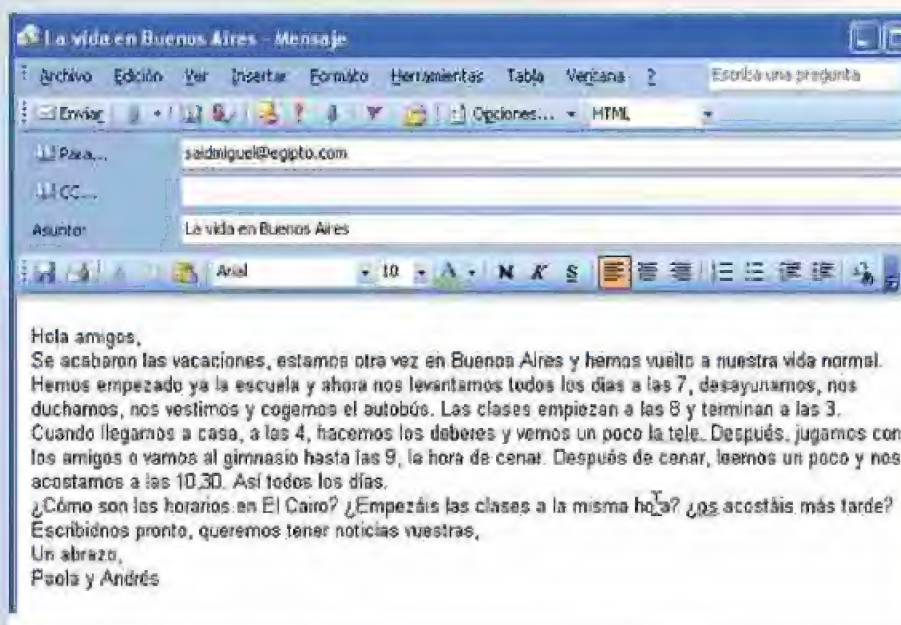 La vida en Buenos Aires - Mensaje
Archivo Edición Ver Insertar Formato Herramientas Tabla Ventana ? Escriba una pregunta
Enviar Opciones... HTML
Para... saidmiguel@egipto.com
CC...
Asunto: La vida en Buenos Aires
Arial 10 A N K S
Hola amigos,
Se acabaron las vacaciones, estamos otra vez en Buenos Aires y hemos vuelto a nuestra vida normal.
Hemos empezado ya la escuela y ahora nos levantamos todos los días a las 7, desayunamos, nos
duchamos, nos vestimos y cogemos el autobús. Las clases empiezan a las 8 y terminan a las 3.
Cuando llegamos a casa, a las 4, hacemos los deberes y vemos un poco la tele. Después, jugamos con
los amigos o vamos al gimnasio hasta las 9, la hora de cenar. Después de cenar, leemos un poco y nos
acostamos a las 10,30. Así todos los días.
¿Cómo son los horarios en El Cairo? ¿Empezáis las clases a la misma hora? ¿os acostáis más tarde?
Escribidnos pronto, queremos tener noticias vuestras,
Un abrazo,
Paola y Andrés